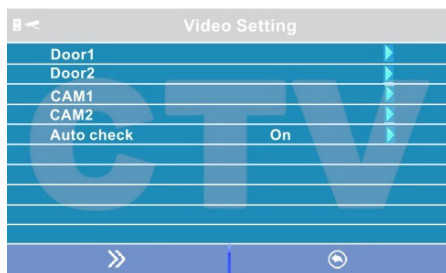 Video Setting
Door1
Door2
CAM1
CAM2
Auto check On
CTV